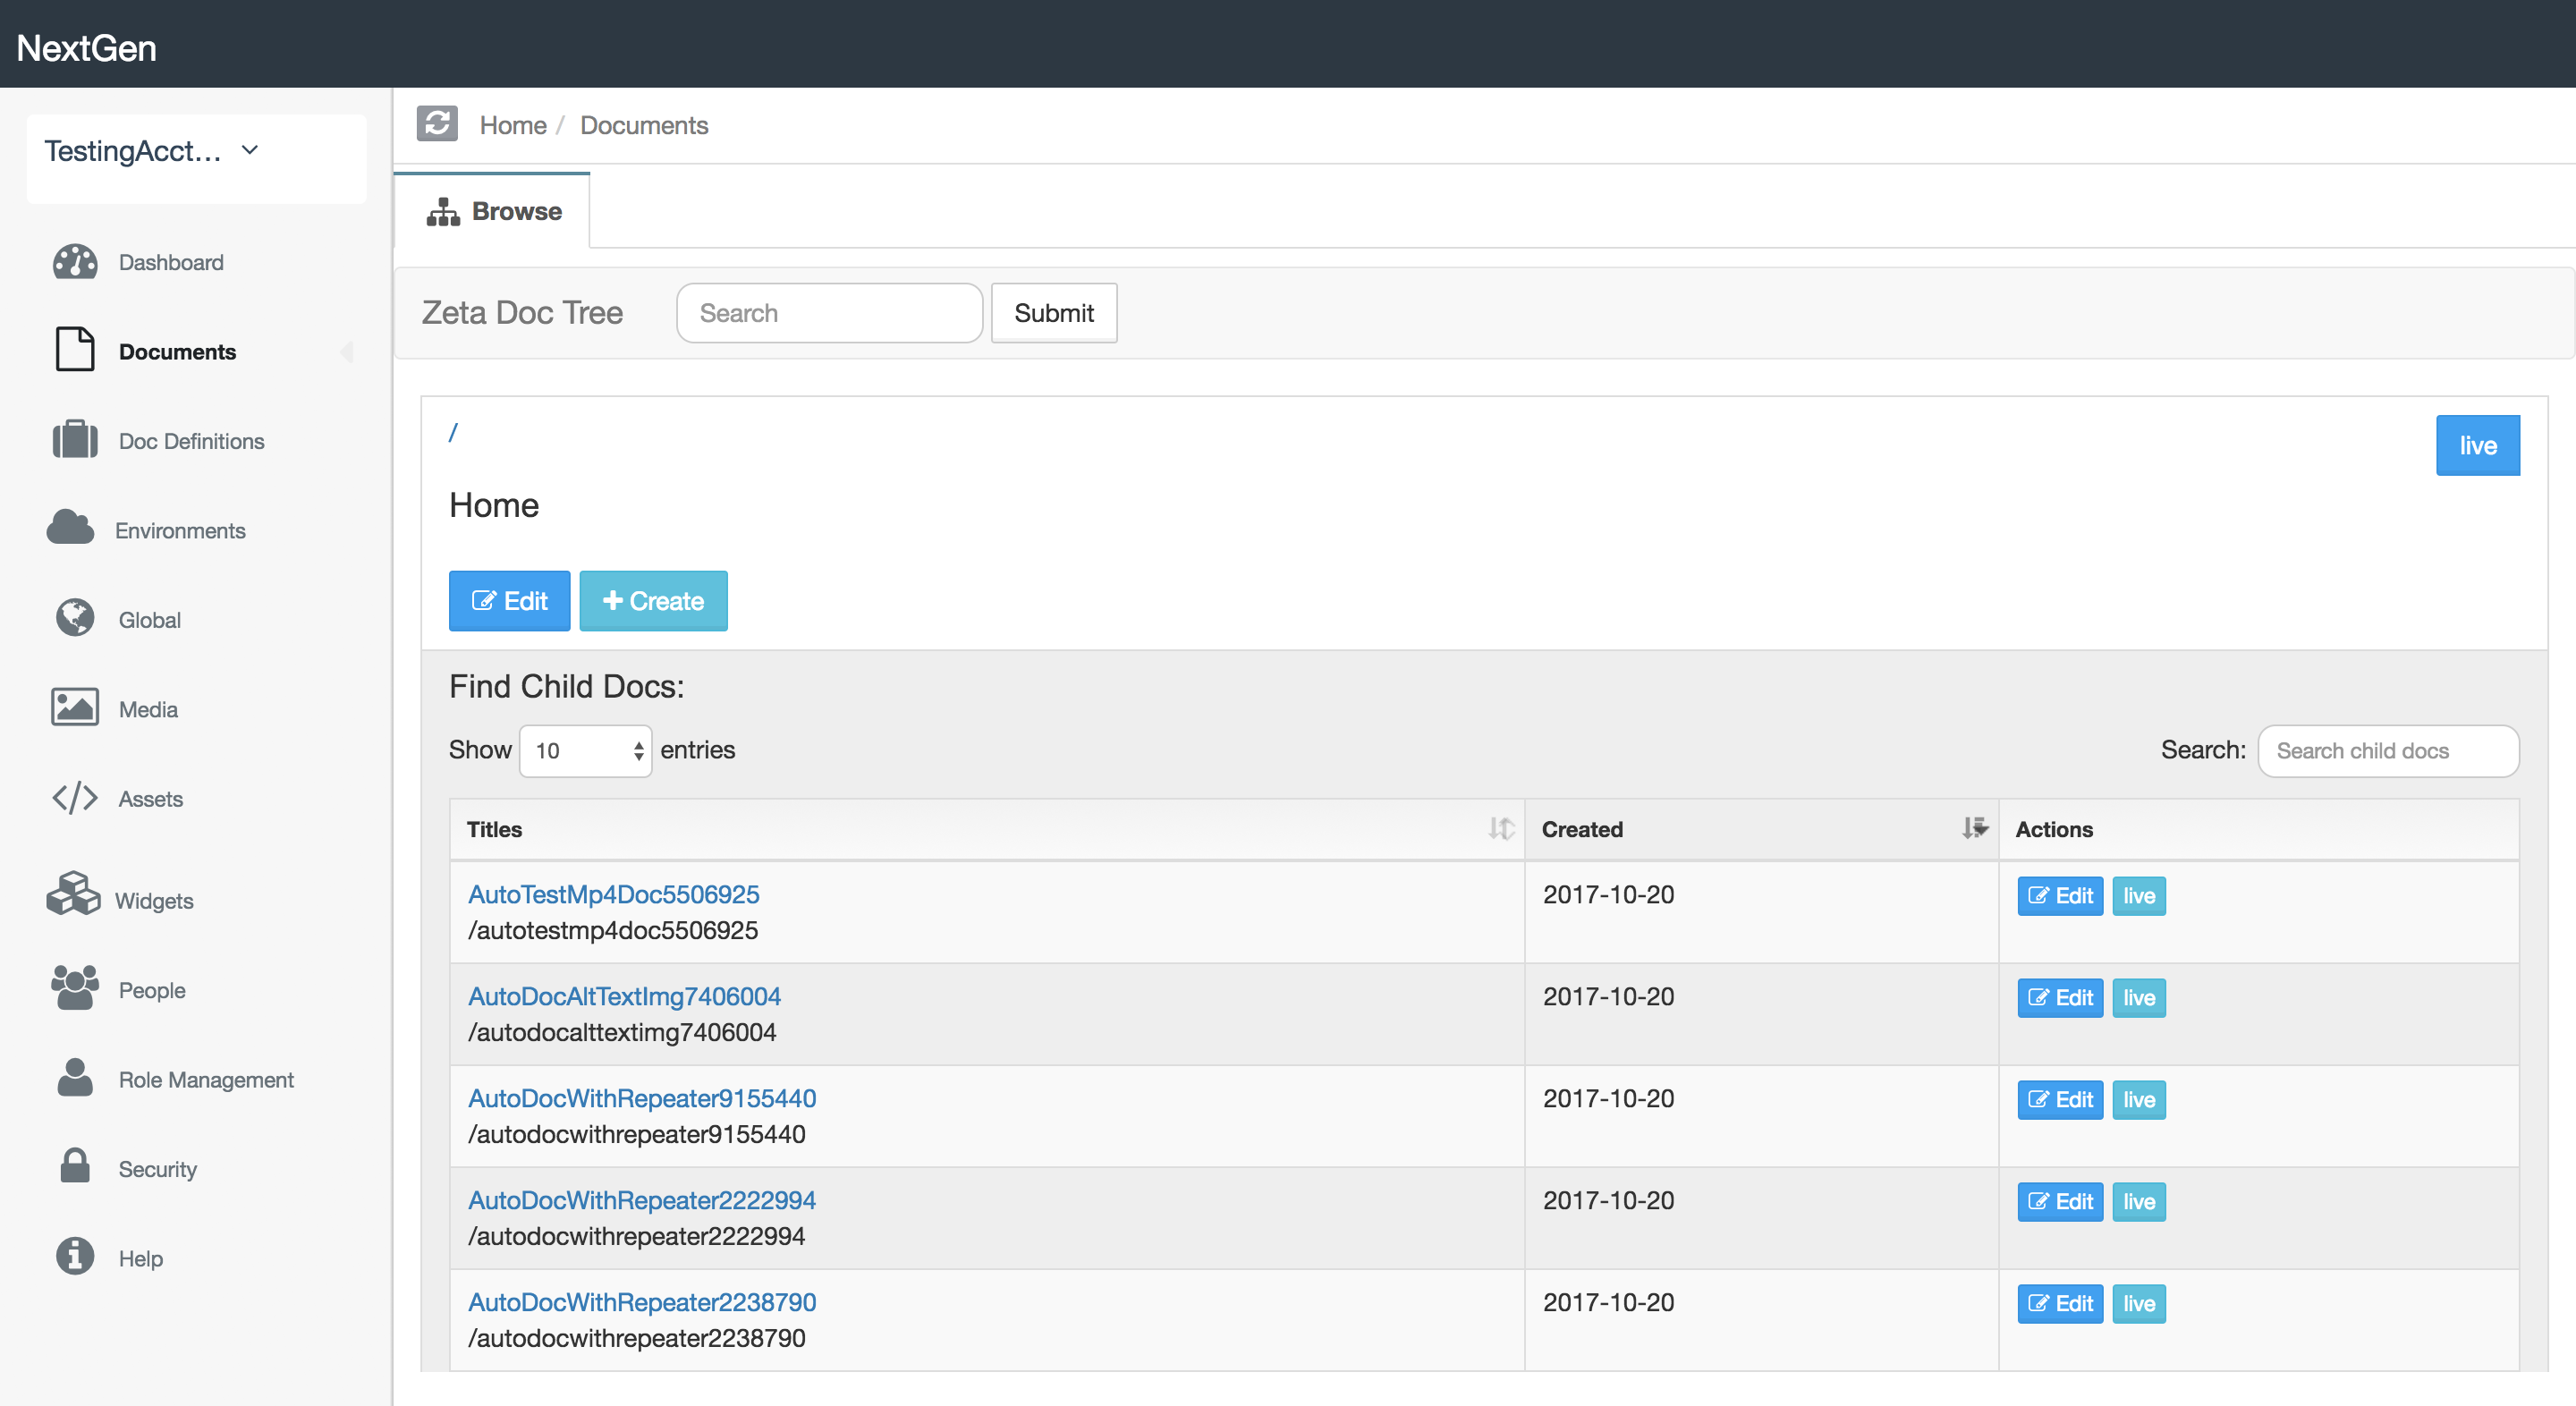 NextGen
TestingAcct...
Dashboard
Documents
Doc Definitions
Environments
Global
Media
Assets
Widgets
People
Role Management
Security
Help
Home / Documents
Browse
Zeta Doc Tree Search Submit
/ live
Home
Edit Create
Find Child Docs:
Show 10 entries Search: Search child docs
Titles Created Actions
AutoTestMp4Doc5506925 2017-10-20 Edit live
/autotestmp4doc5506925
AutoDocAltTextImg7406004 2017-10-20 Edit live
/autodocalttextimg7406004
AutoDocWithRepeater9155440 2017-10-20 Edit live
/autodocwithrepeater9155440
AutoDocWithRepeater2222994 2017-10-20 Edit live
/autodocwithrepeater2222994
AutoDocWithRepeater2238790 2017-10-20 Edit live
/autodocwithrepeater2238790